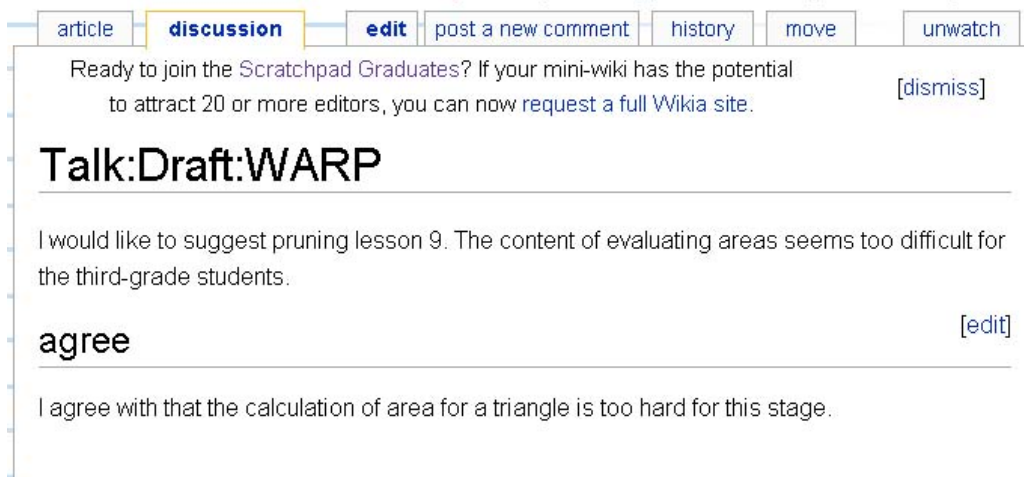 article discussion edit post a new comment history move unwatch
Ready to join the Scratchpad Graduates? If your mini-wiki has the potential
to attract 20 or more editors, you can now request a full Wikia site.
[dismiss]
Talk:Draft:WARP
I would like to suggest pruning lesson 9. The content of evaluating areas seems too difficult for
the third-grade students.
[edit]
agree
I agree with that the calculation of area for a triangle is too hard for this stage.